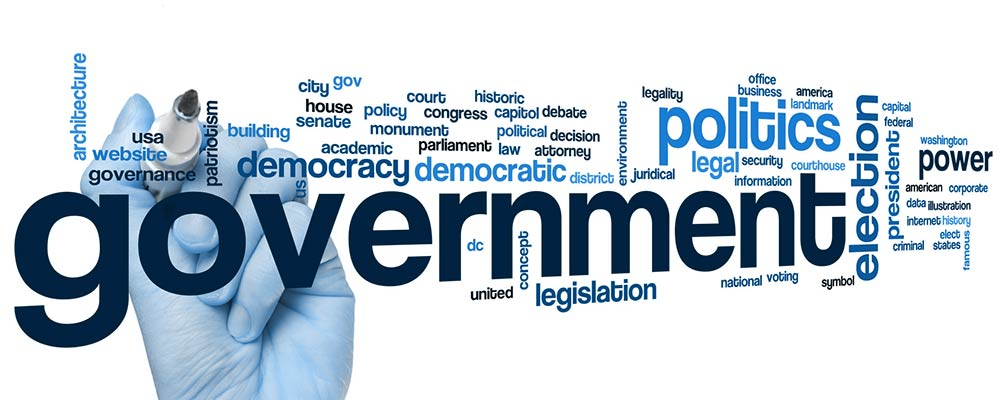 architecture
usa
website
governance
patriotism
building
us
city
gov
house
senate
policy
court
congress
historic
capitol
debate
monument
academic
parliament
political
law
decision
attorney
democracy
democratic
district
environment
juridical
legality
politics
office
business
america
landmark
legal
security
courthouse
information
government
dc
concept
united
legislation
national
voting
symbol
election
president
capital
federal
washington
power
american
corporate
data
illustration
internet
history
criminal
elect
states
famous